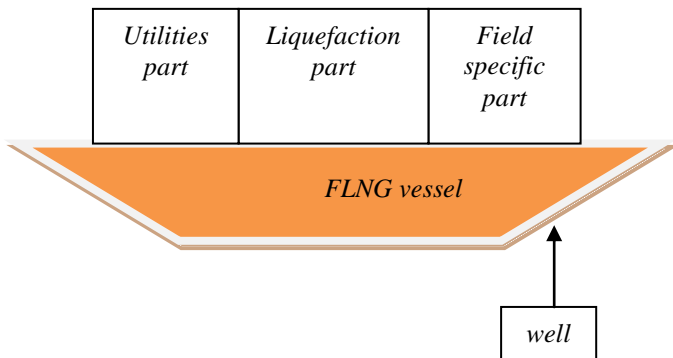 Utilities
part
Liquefaction
part
Field
specific
part
FLNG vessel
well